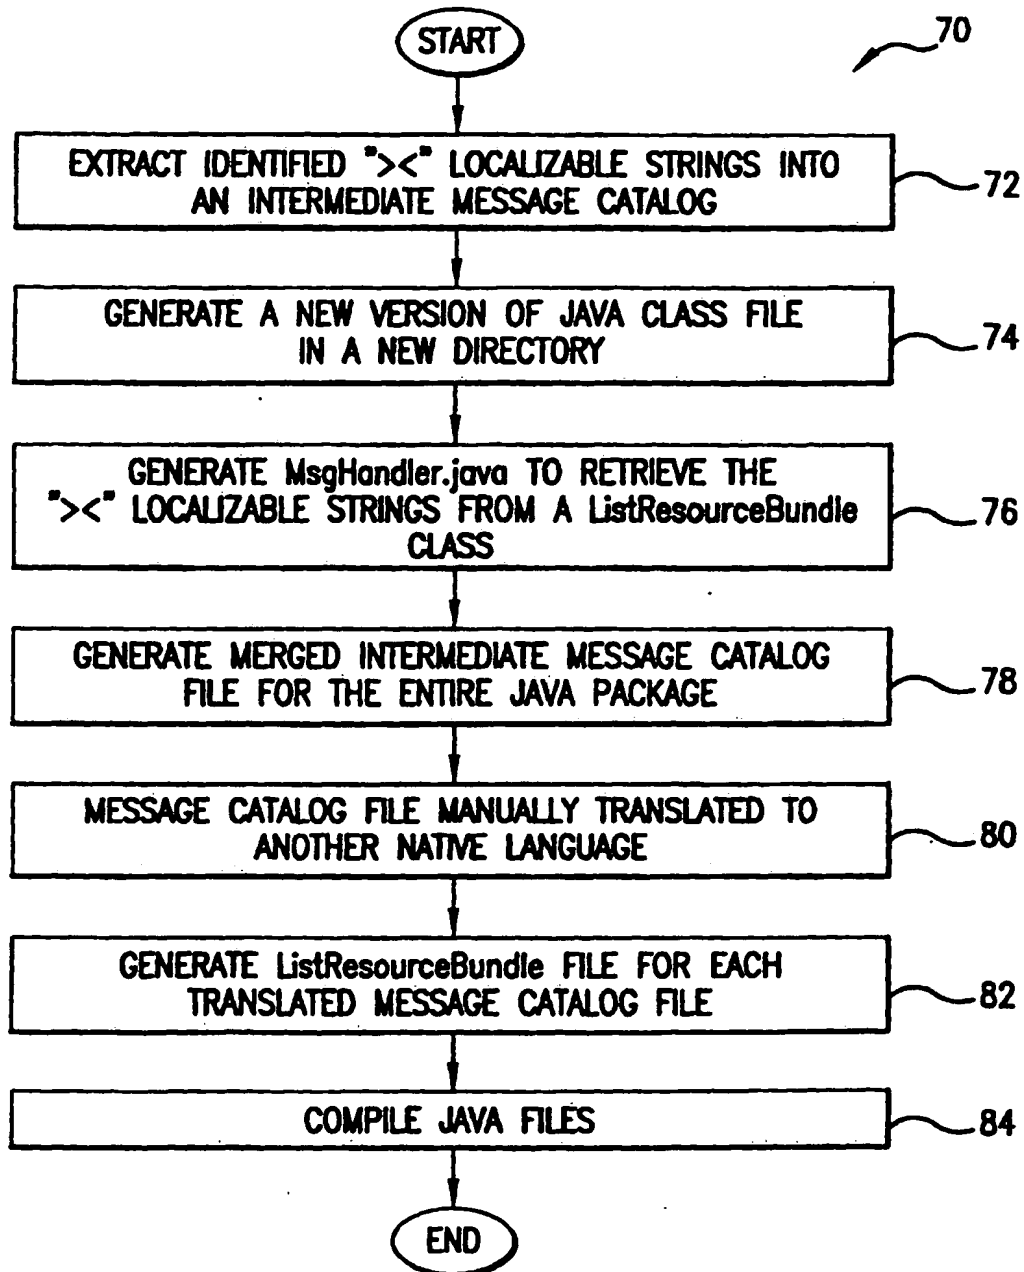 START
70
EXTRACT IDENTIFIED "><" LOCALIZABLE STRINGS INTO
AN INTERMEDIATE MESSAGE CATALOG
72
GENERATE A NEW VERSION OF JAVA CLASS FILE
IN A NEW DIRECTORY
74
GENERATE MsgHandler.java TO RETRIEVE THE
"><" LOCALIZABLE STRINGS FROM A ListResourceBundle
CLASS
76
GENERATE MERGED INTERMEDIATE MESSAGE CATALOG
FILE FOR THE ENTIRE JAVA PACKAGE
78
MESSAGE CATALOG FILE MANUALLY TRANSLATED TO
ANOTHER NATIVE LANGUAGE
80
GENERATE ListResourceBundle FILE FOR EACH
TRANSLATED MESSAGE CATALOG FILE
82
COMPILE JAVA FILES
84
END